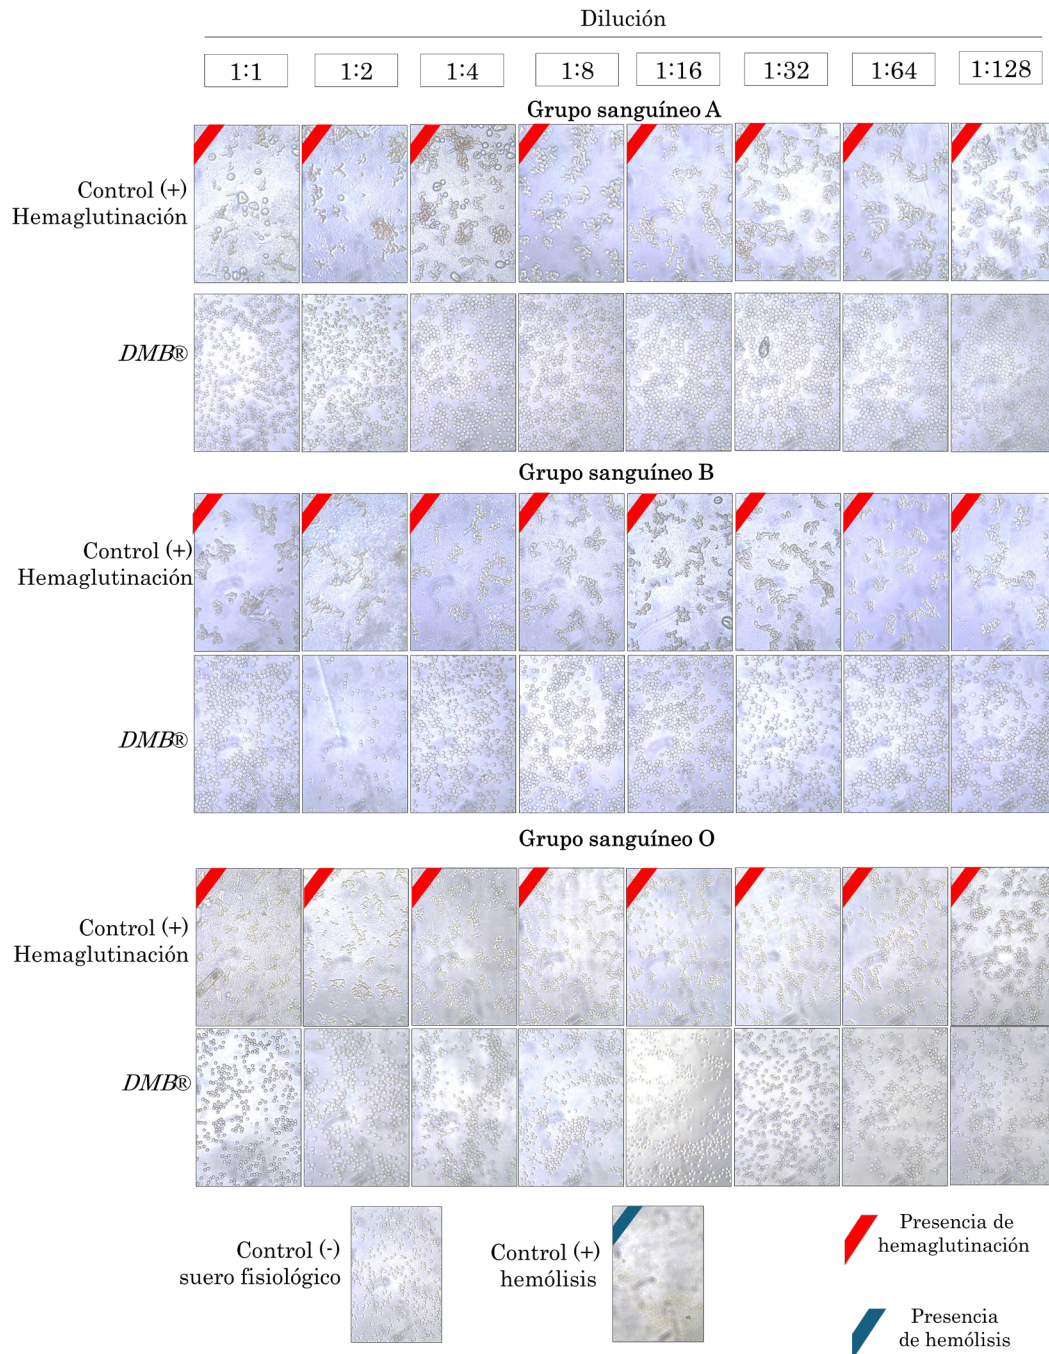 Dilución
1:1 1:2 1:4 1:8 1:16 1:32 1:64 1:128
Grupo sanguíneo A
Control (+)
Hemaglutinación
DMB®
Grupo sanguíneo B
Control (+)
Hemaglutinación
DMB®
Grupo sanguíneo O
Control (+)
Hemaglutinación
DMB®
Control (-)
suero fisiológico
Control (+)
hemólisis
Presencia de
hemaglutinación
Presencia
de hemólisis